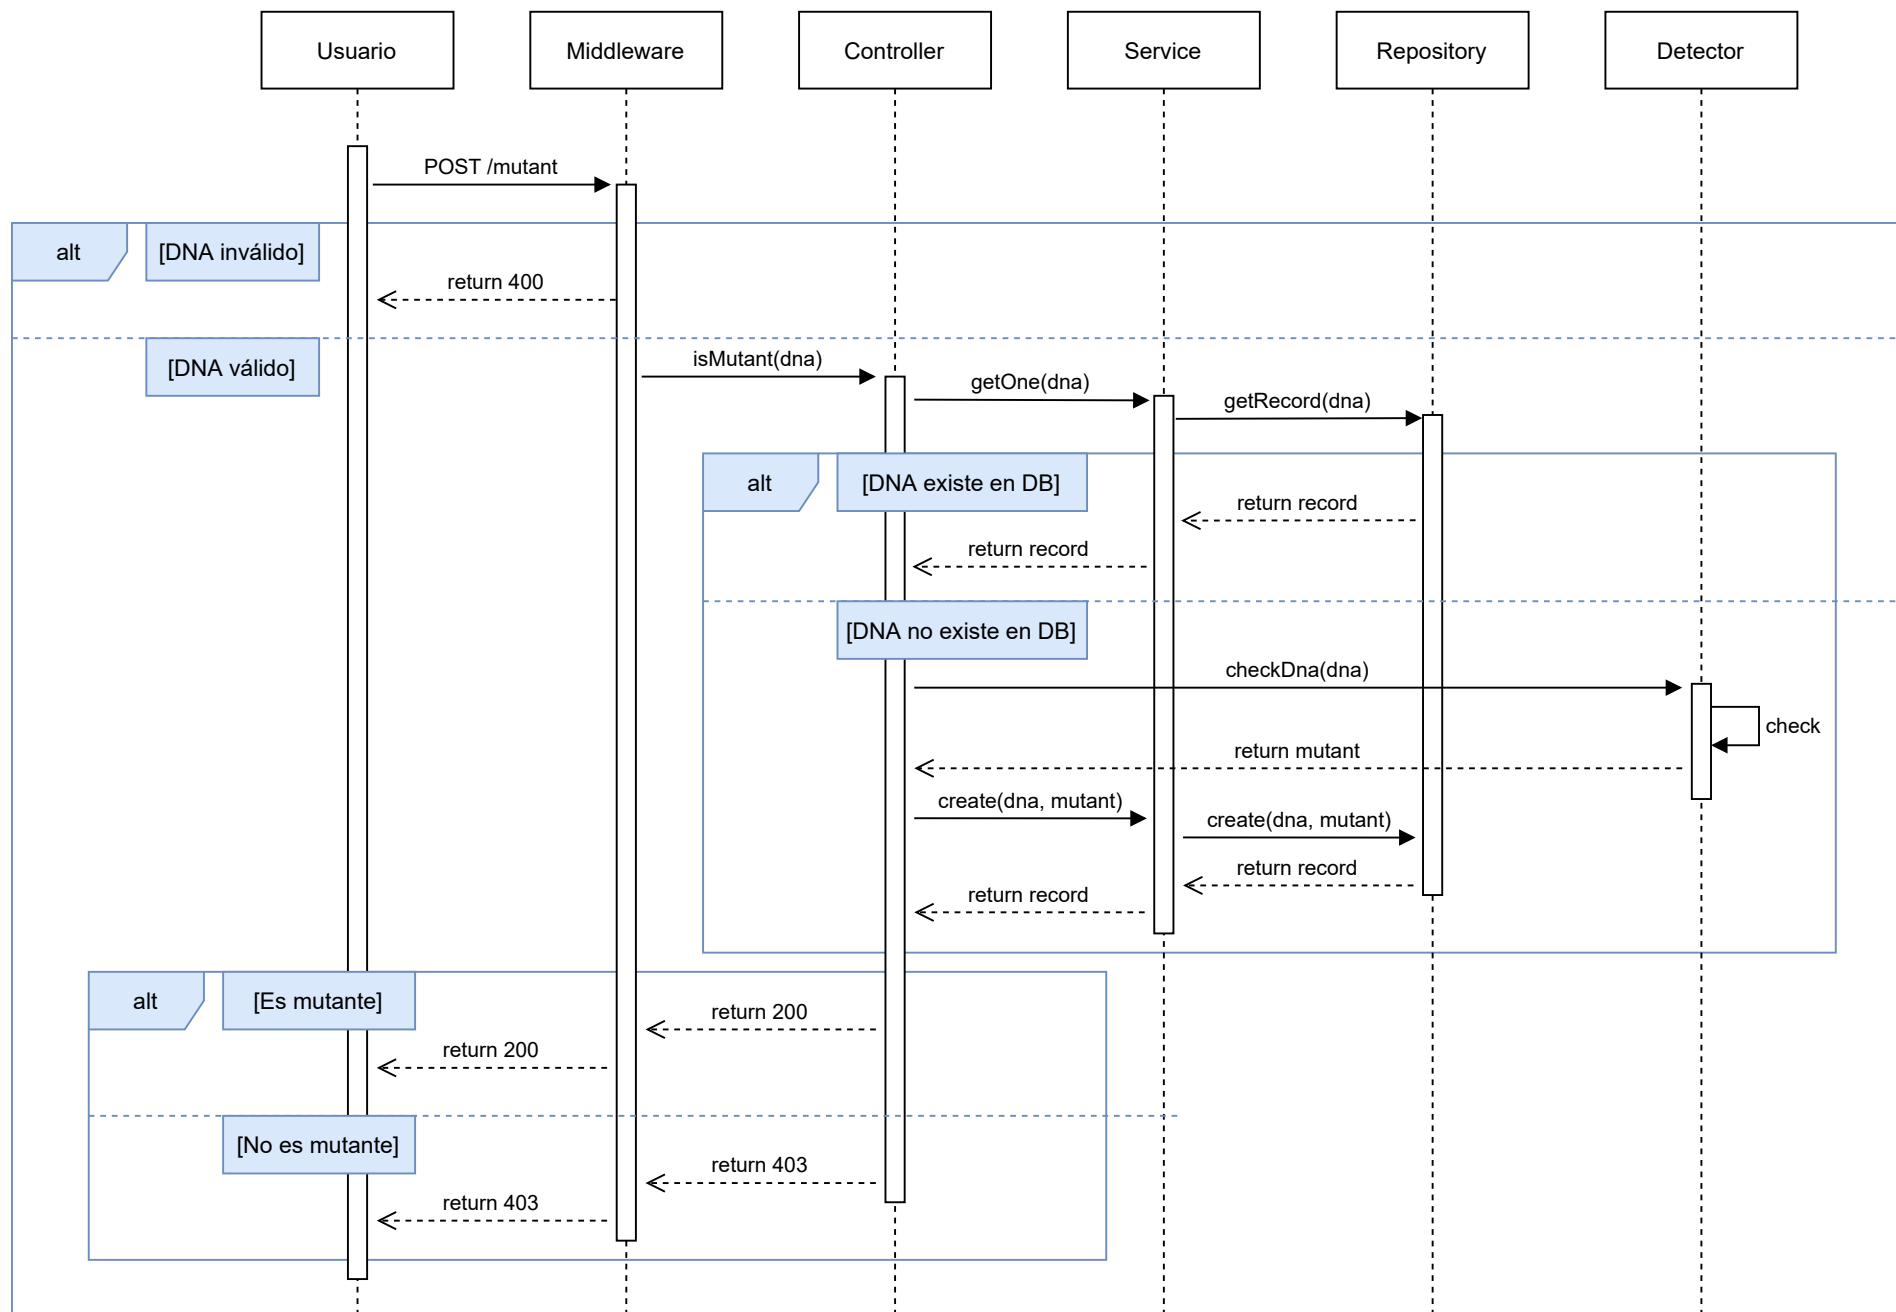 Usuario
Middleware
Controller
Service
Repository
Detector
POST /mutant
alt
[DNA inválido]
return 400
[DNA válido]
isMutant(dna)
getOne(dna)
getRecord(dna)
alt
[DNA existe en DB]
return record
return record
[DNA no existe en DB]
checkDna(dna)
check
return mutant
create(dna, mutant)
create(dna, mutant)
return record
return record
alt
[Es mutante]
return 200
return 200
[No es mutante]
return 403
return 403